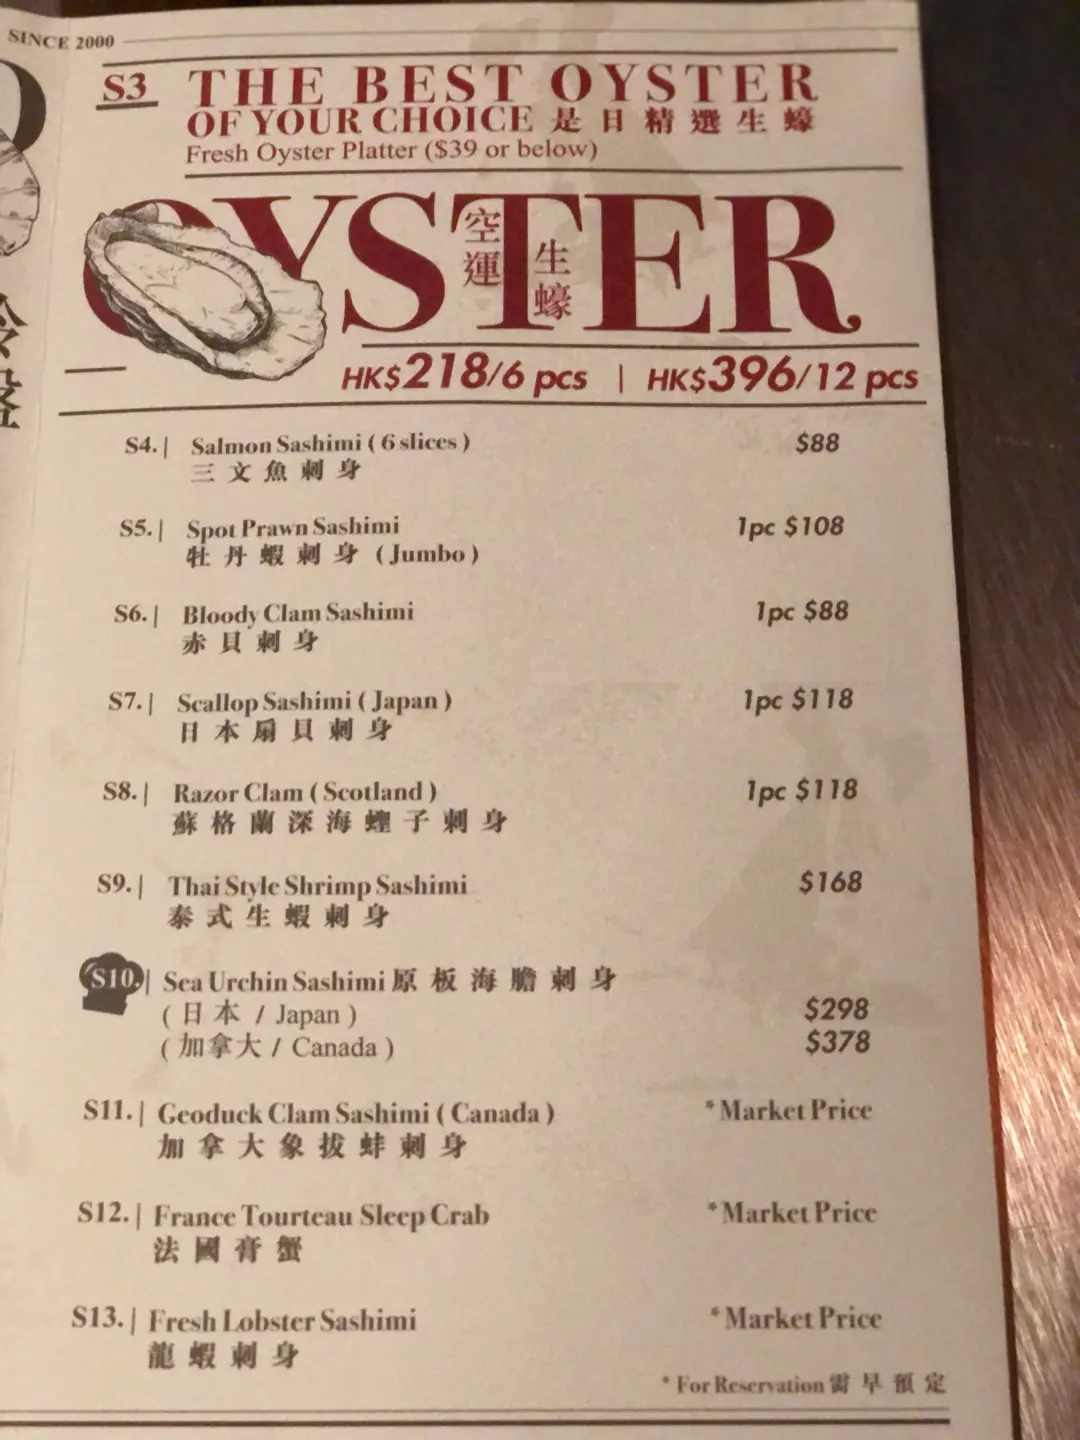 SINCE 2000
S3 THE BEST OYSTER
OF YOUR CHOICE 是日精選生蠔
Fresh Oyster Platter ($39 or below)
OYSTER
空運
生蠔
HK$218/6 pcs | HK$396/12 pcs
S4. | Salmon Sashimi ( 6 slices ) $88
三文魚刺身
S5. | Spot Prawn Sashimi 1pc $108
牡丹蝦刺身 ( Jumbo )
S6. | Bloody Clam Sashimi 1pc $88
赤貝刺身
S7. | Scallop Sashimi ( Japan ) 1pc $118
日本扇貝刺身
S8. | Razor Clam ( Scotland ) 1pc $118
蘇格蘭深海蟶子刺身
S9. | Thai Style Shrimp Sashimi $168
泰式生蝦刺身
S10. | Sea Urchin Sashimi 原板海膽刺身
( 日本 / Japan ) $298
( 加拿大 / Canada ) $378
S11. | Geoduck Clam Sashimi ( Canada ) *Market Price
加拿大象拔蚌刺身
S12. | France Tourteau Sleep Crab *Market Price
法國膏蟹
S13. | Fresh Lobster Sashimi *Market Price
龍蝦刺身
* For Reservation 需早預定